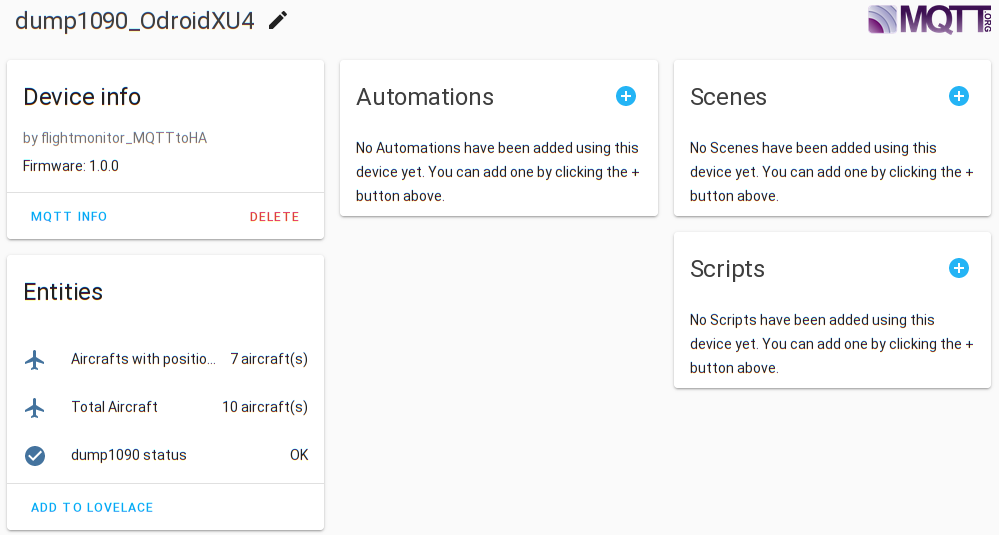 dump1090_OdroidXU4
MQTT.ORG
Device info
by flightmonitor_MQTTtoHA
Firmware: 1.0.0
MQTT INFO
DELETE
Entities
Aircrafts with positio... 7 aircraft(s)
Total Aircraft 10 aircraft(s)
dump1090 status OK
ADD TO LOVELACE
Automations
No Automations have been added using this
device yet. You can add one by clicking the +
button above.
Scenes
No Scenes have been added using this
device yet. You can add one by clicking the +
button above.
Scripts
No Scripts have been added using this
device yet. You can add one by clicking the +
button above.